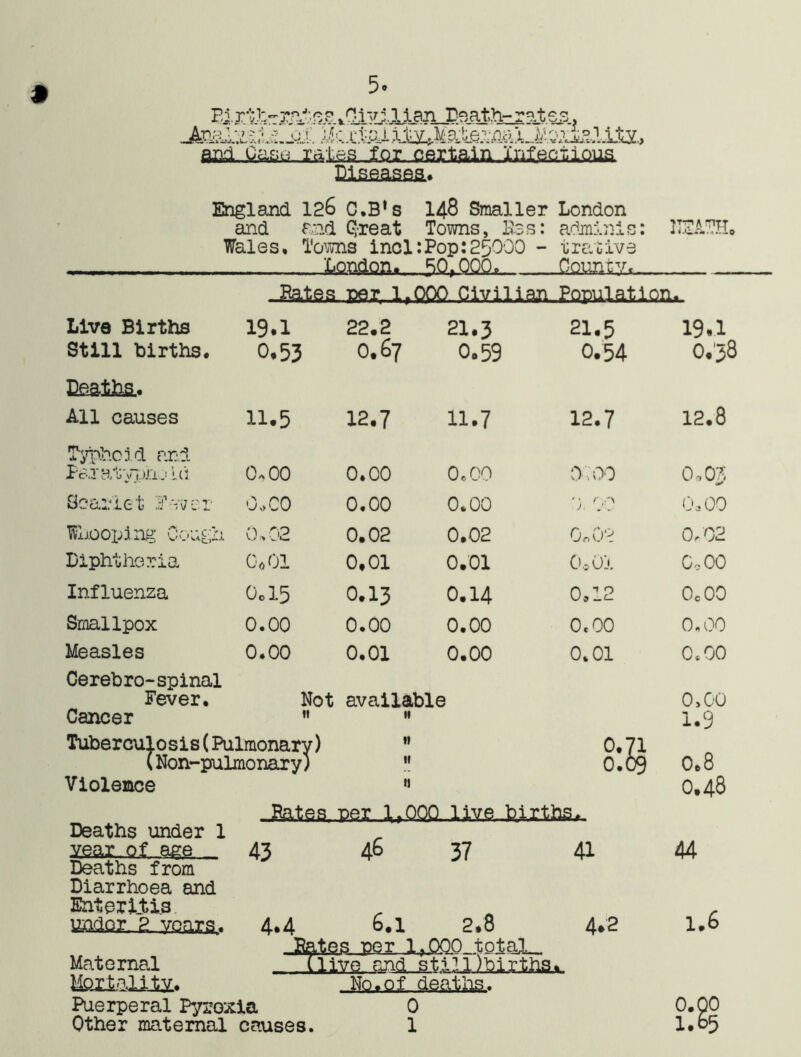 5.
Birth-rates, Civilian Death-rates,
Analysis of Mortality, Maternal Mortality,
and Case rates for certain Infectious
Diseases.
England 126 C.B's 148 Smaller London
and and Great Towns, Res: adminis: NEATH.
Wales. Towns incl:Pop:25000 - trative
London. 50,000. County.
Rates per 1,000 Civilian Population.
Live Births 19.1 22.2 21.3 21.5 19.1
Still births. 0.53 0.67 0.59 0.54 0.38
Deaths.
All causes 11.5 12.7 11.7 12.7 12.8
Typhoid and
Paratyphoid 0.00 0.00 0.00 0.00 0.03
Scarlet Fever 0.00 0.00 0.00 0.00 0.00
Whooping Cough 0.02 0.02 0.02 0.02 0.02
Diphtheria 0.01 0.01 0.01 0.01 0.00
Influenza 0.15 0.13 0.14 0.12 0.00
Smallpox 0.00 0.00 0.00 0.00 0.00
Measles 0.00 0.01 0.00 0.01 0.00
Cerebro-spinal
Fever. Not available 0.00
Cancer " " 1.9
Tuberculosis(Pulmonary) " 0.71
(Non-pulmonary) " 0.09 0.8
Violence " 0.48
Rates per 1,000 live births.
Deaths under 1
year of age 43 46 37 41 44
Deaths from
Diarrhoea and
Enteritis
under 2 years. 4.4 6.1 2.8 4.2 1.6
Rates per 1,000 total
Maternal (live and still)births.
Mortality. No.of deaths.
Puerperal Pyrexia 0 0.00
Other maternal causes. 1 1.65